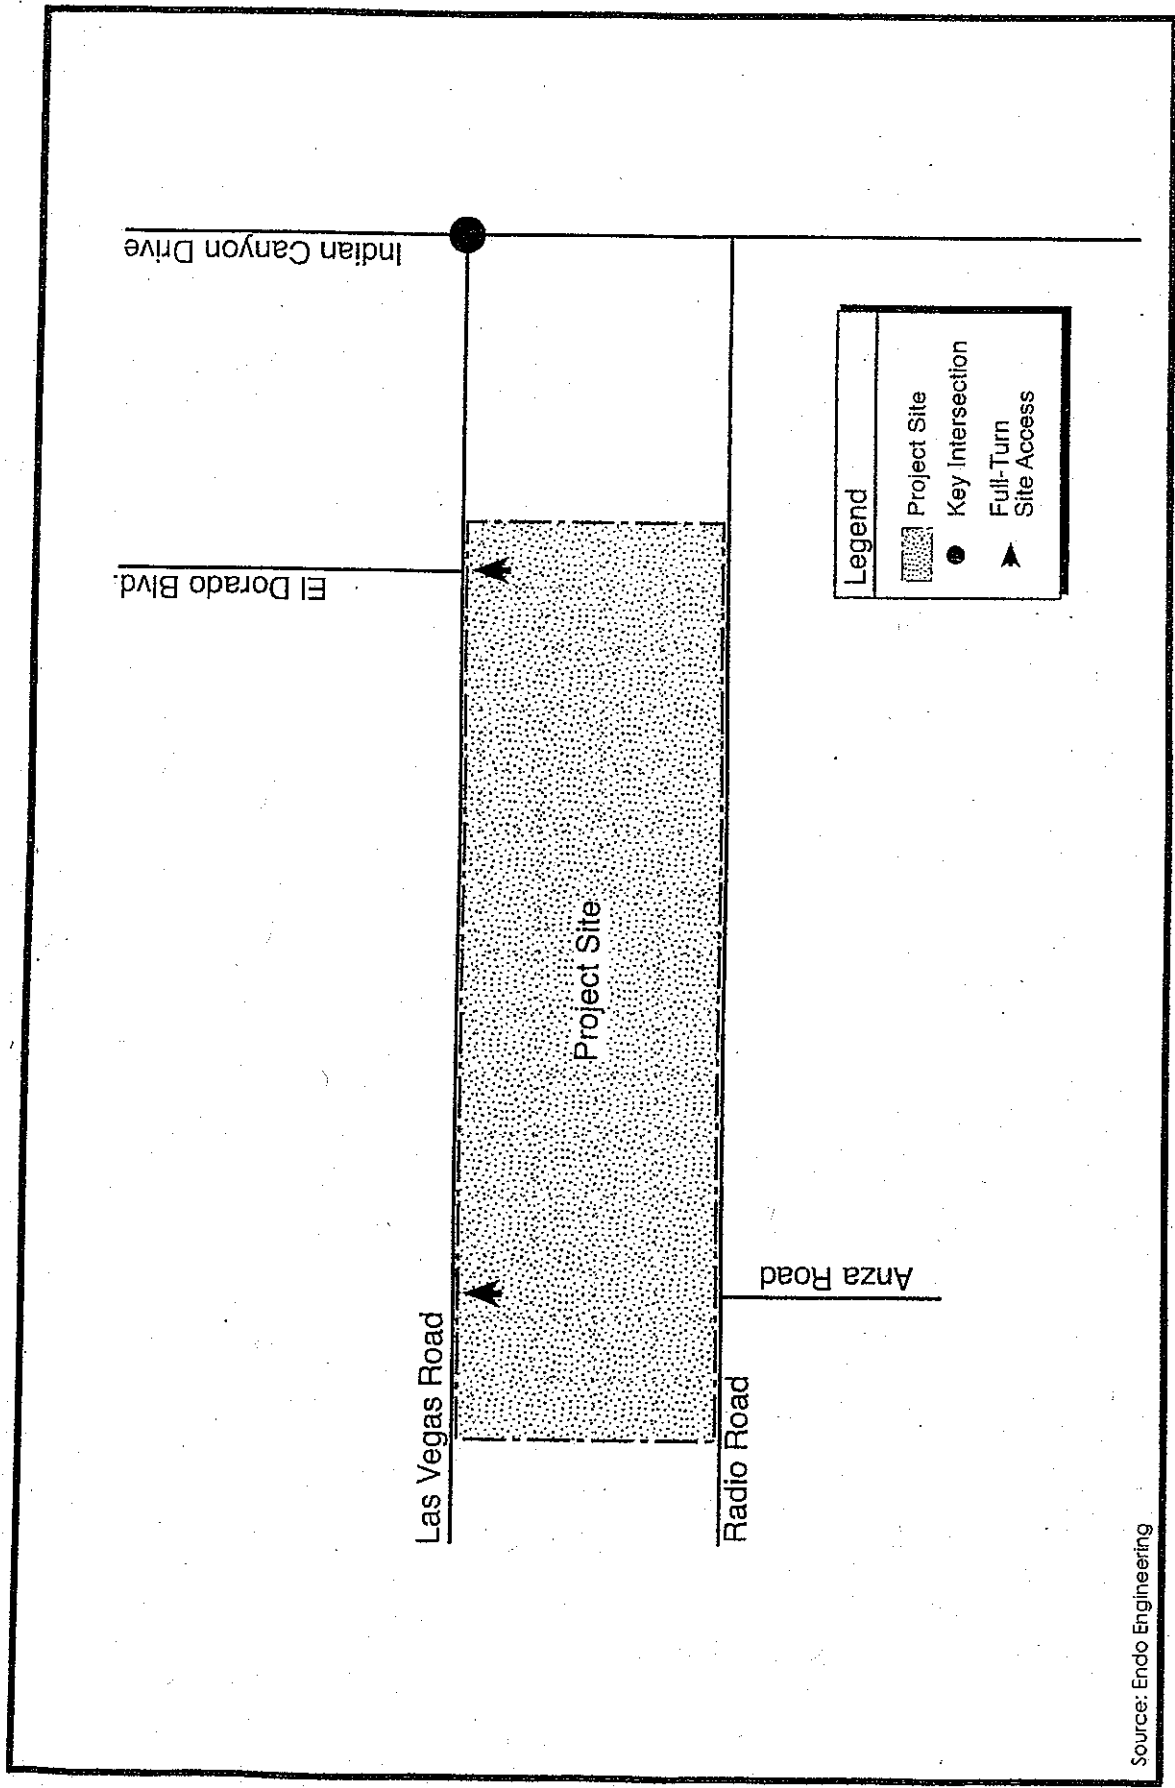 Indian Canyon Drive
El Dorado Blvd.
Las Vegas Road
Project Site
Radio Road
Anza Road
Legend
Project Site
Key Intersection
Full-Turn
Site Access
Source: Endo Engineering